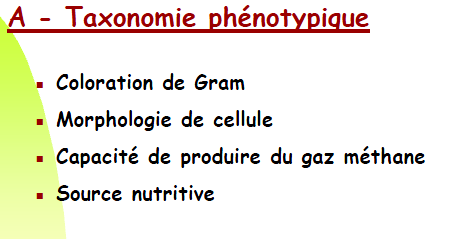 A - Taxonomie phénotypique
▪ Coloration de Gram
▪ Morphologie de cellule
▪ Capacité de produire du gaz méthane
▪ Source nutritive